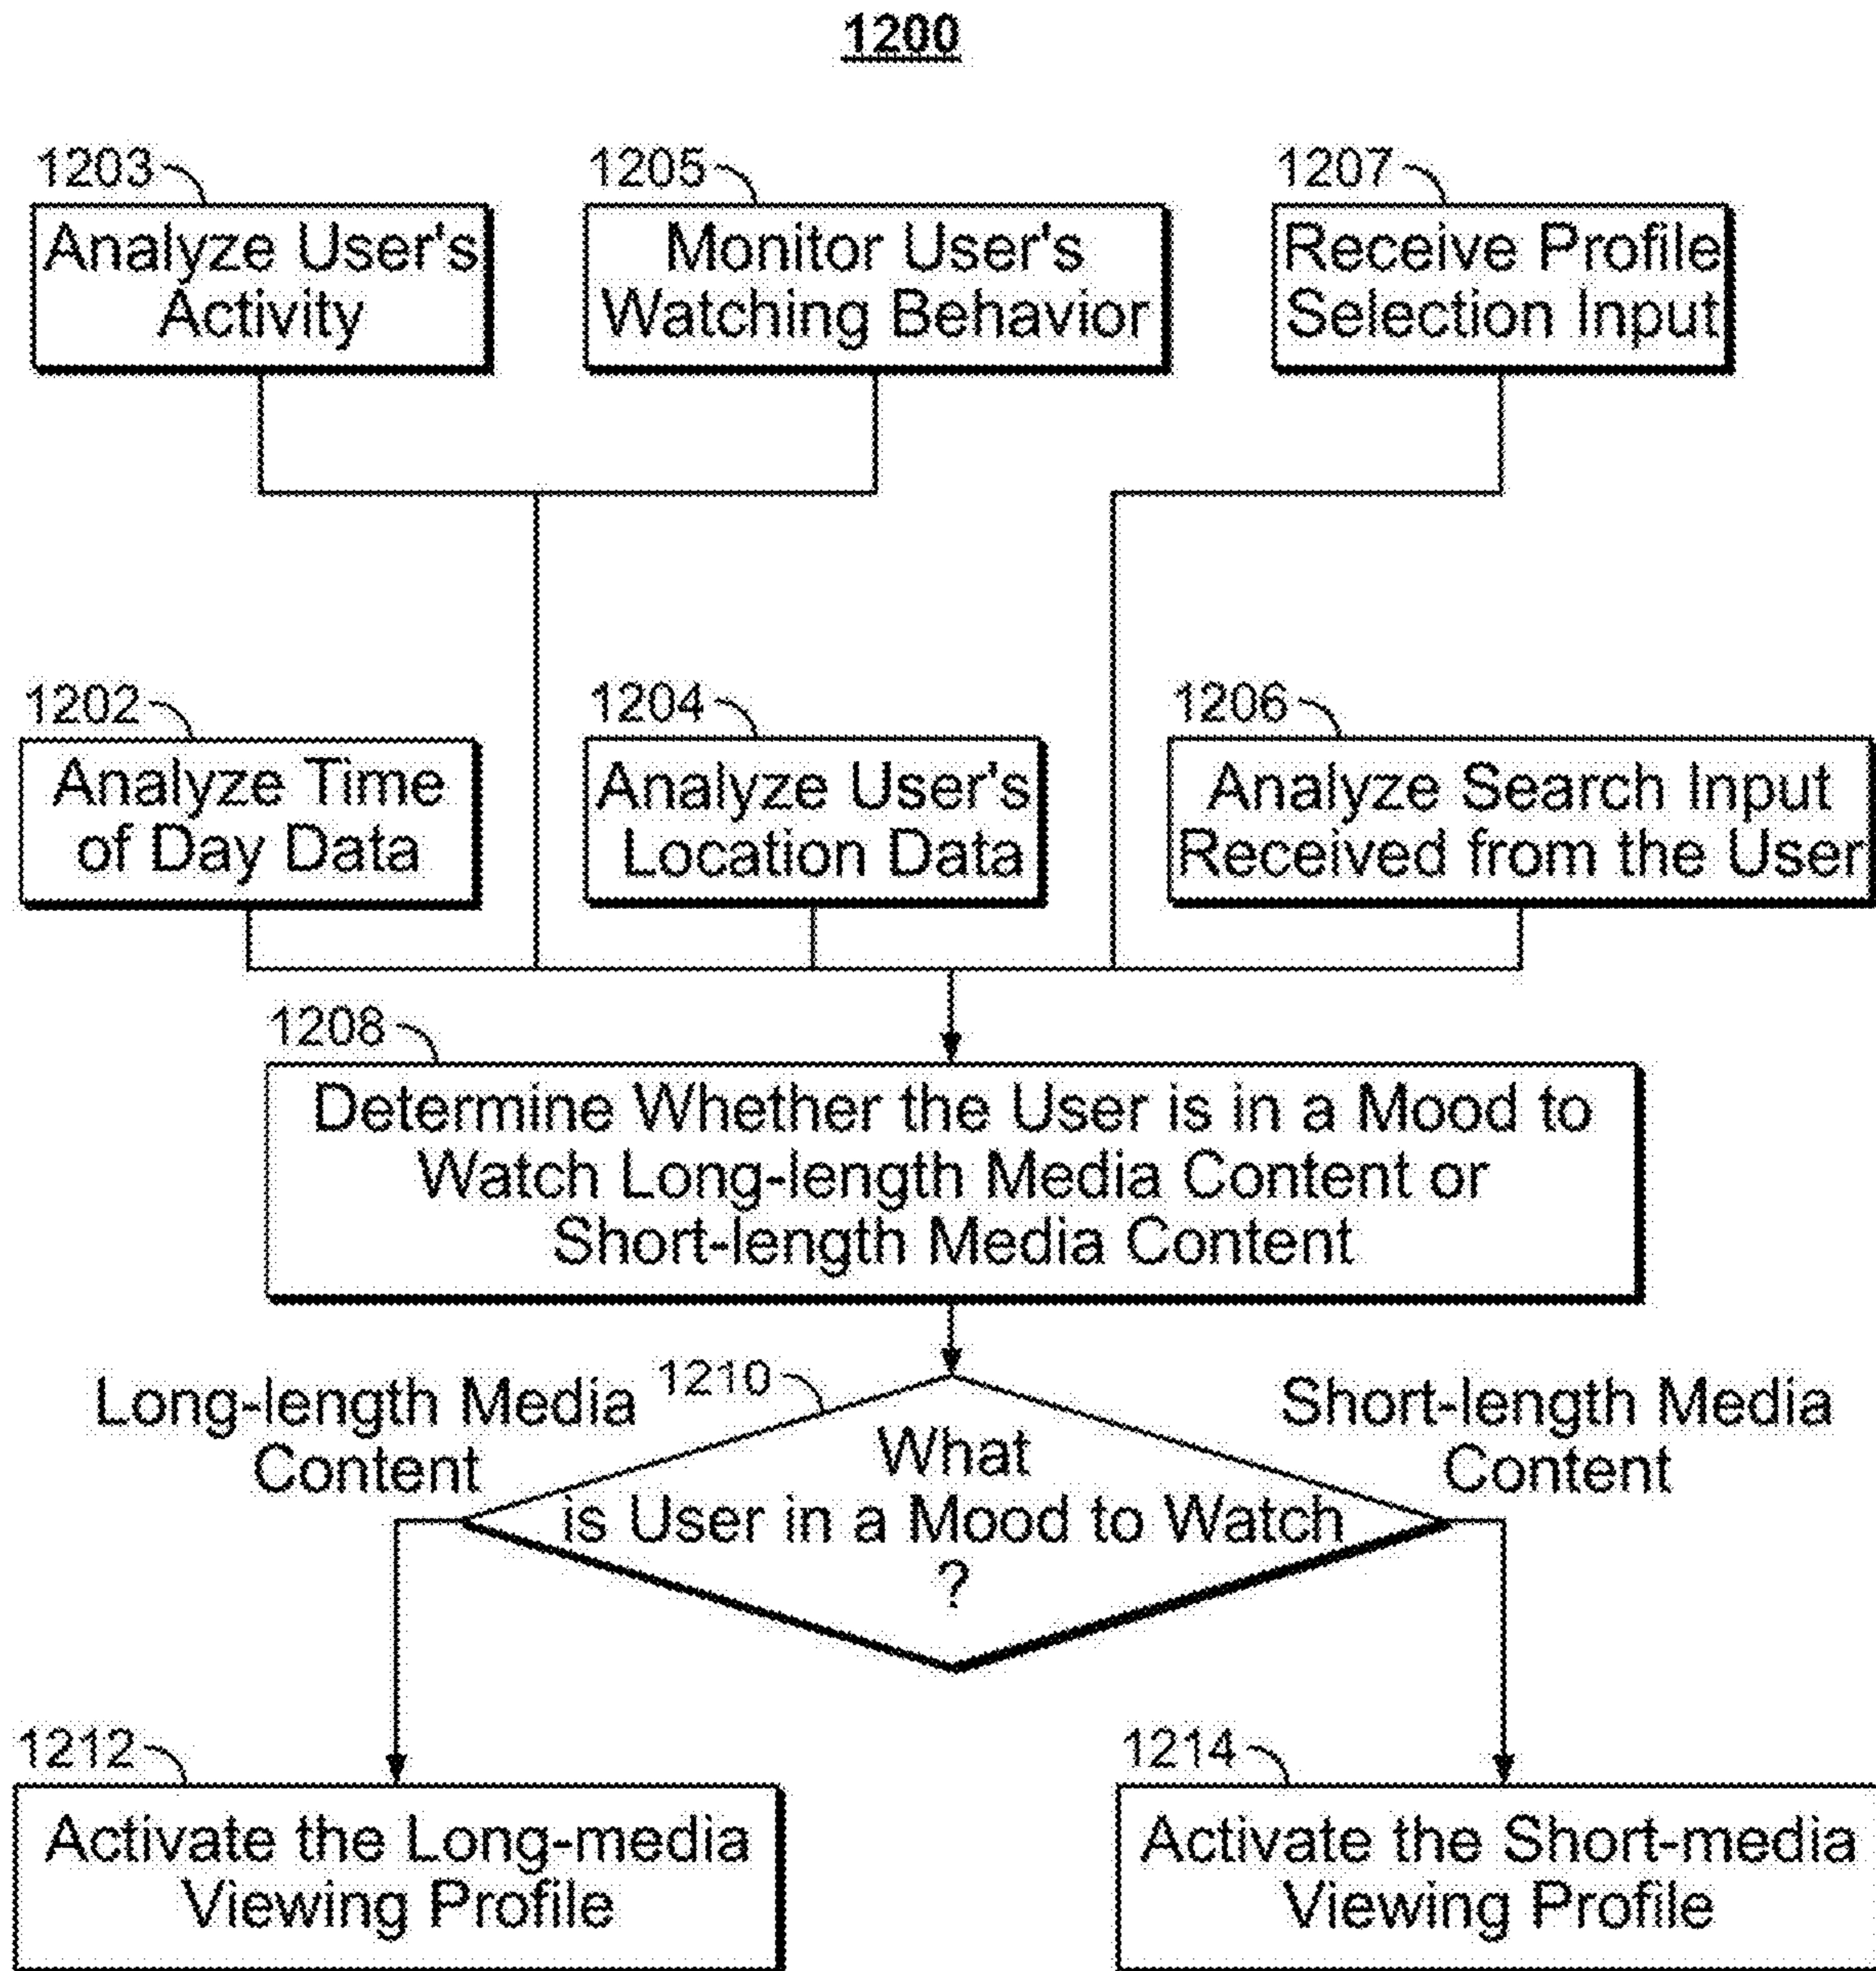 1200
1203
Analyze User's
Activity
1205
Monitor User's
Watching Behavior
1207
Receive Profile
Selection Input
1202
Analyze Time
of Day Data
1204
Analyze User's
Location Data
1206
Analyze Search Input
Received from the User
1208
Determine Whether the User is in a Mood to
Watch Long-length Media Content or
Short-length Media Content
Long-length Media
Content
1210
What
is User in a Mood to Watch
?
Short-length Media
Content
1212
Activate the Long-media
Viewing Profile
1214
Activate the Short-media
Viewing Profile